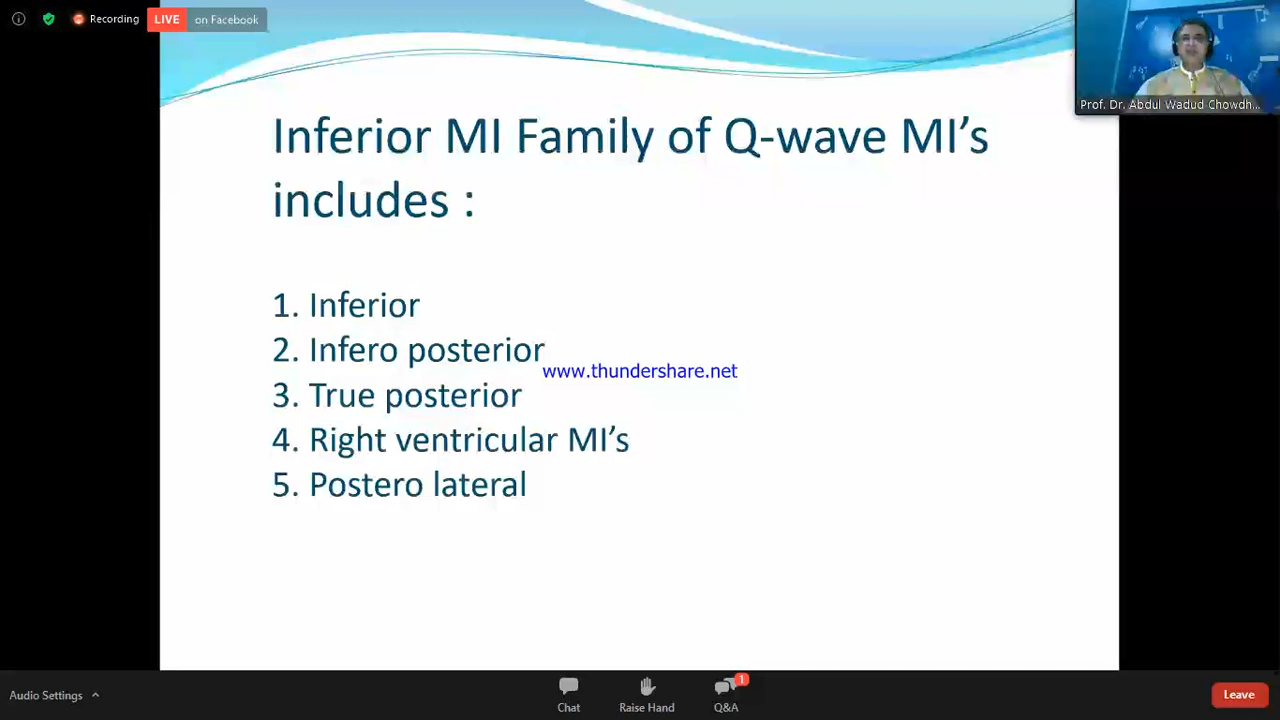 Recording
LIVE on Facebook
Prof. Dr. Abdul Wadud Chowdh...
Inferior MI Family of Q-wave MI’s
includes :
1. Inferior
2. Infero posterior
www.thundershare.net
3. True posterior
4. Right ventricular MI’s
5. Postero lateral
Audio Settings
Chat
Raise Hand
1
Q&A
Leave